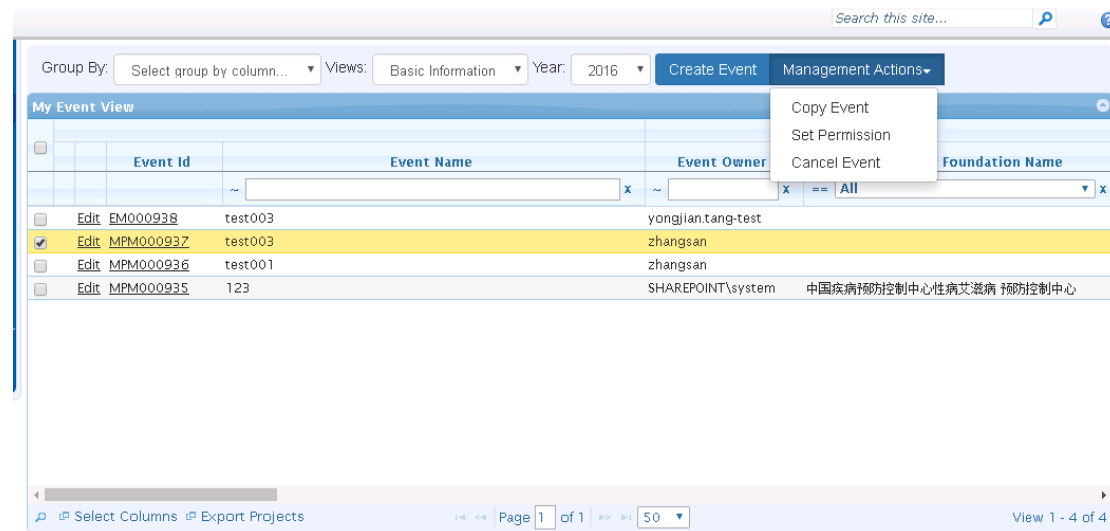 Search this site...
Group By: Select group by column... Views: Basic Information Year: 2016 Create Event Management Actions
My Event View
Copy Event
Set Permission
Cancel Event
Event Id Event Name Event Owner Foundation Name
~ x ~ x == All x
Edit EM000938 test003 yongjian.tang-test
Edit MPM000937 test003 zhangsan
Edit MPM000936 test001 zhangsan
Edit MPM000935 123 SHAREPOINT\system 中国疾病预防控制中心性病艾滋病 预防控制中心
Select Columns Export Projects Page 1 of 1 50 View 1 - 4 of 4